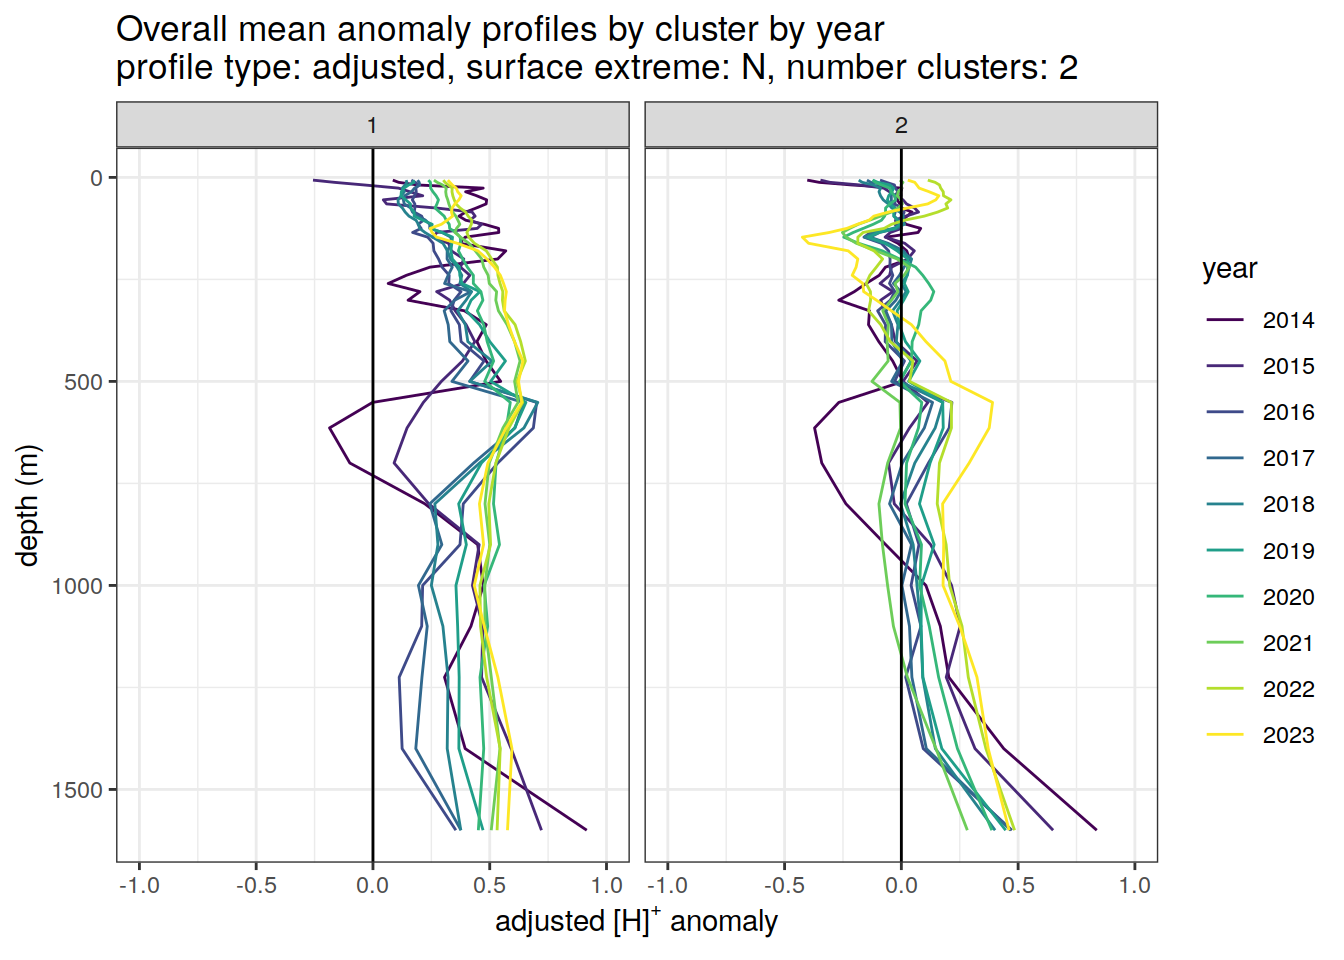 Overall mean anomaly profiles by cluster by year
profile type: adjusted, surface extreme: N, number clusters: 2
1
2
0
500
1000
1500
depth (m)
-1.0 -0.5 0.0 0.5 1.0
-1.0 -0.5 0.0 0.5 1.0
adjusted [H]⁺ anomaly
year
2014
2015
2016
2017
2018
2019
2020
2021
2022
2023